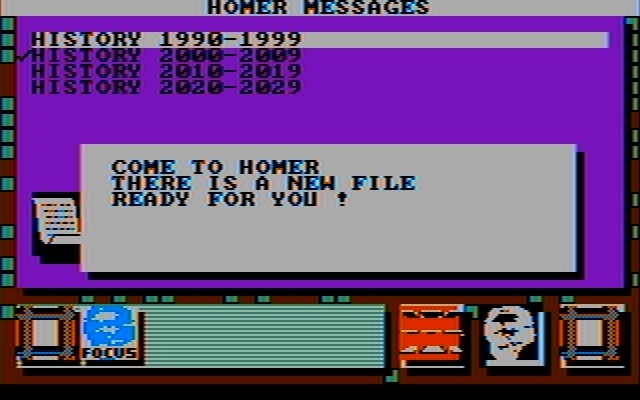 HOMER MESSAGES
HISTORY 1990-1999
HISTORY 2000-2009
HISTORY 2010-2019
HISTORY 2020-2029
COME TO HOMER
THERE IS A NEW FILE
READY FOR YOU !
FOCUS